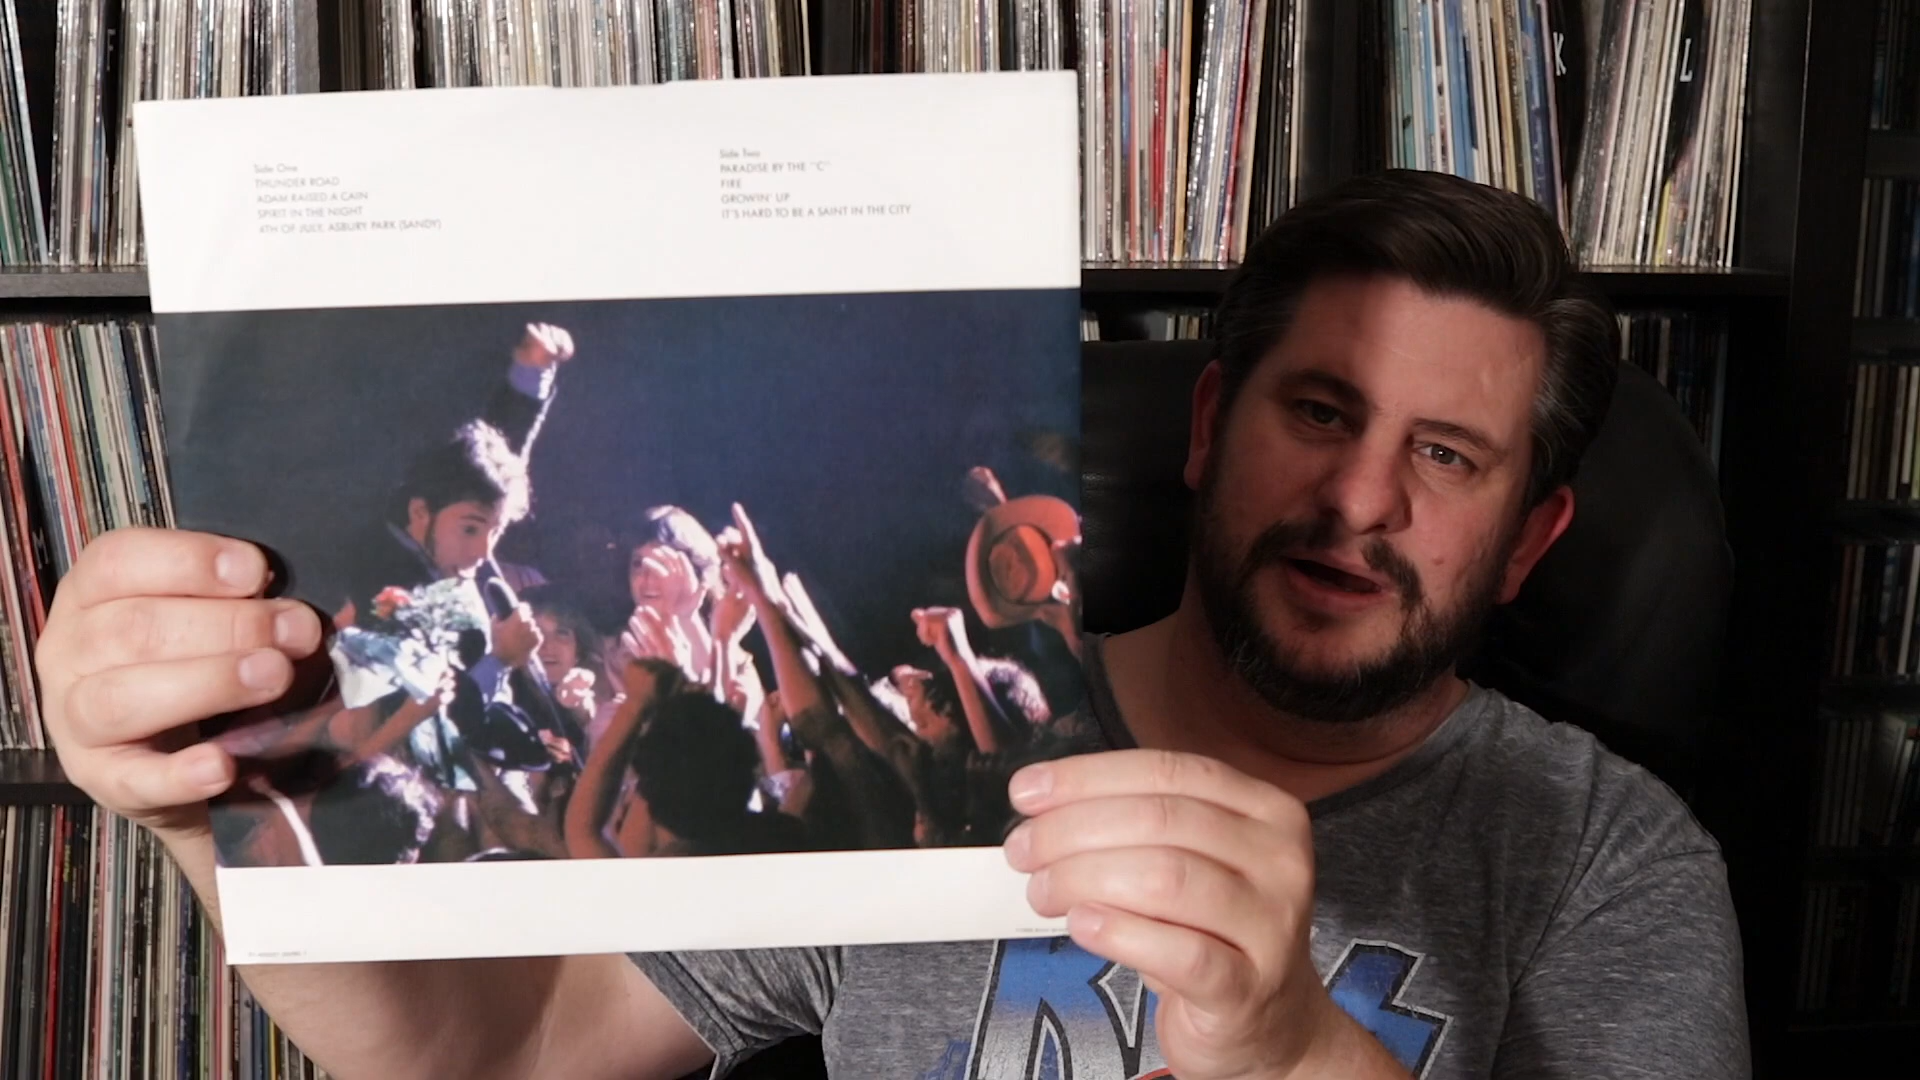 Side One
THUNDER ROAD
ADAM RAISED A CAIN
SPIRIT IN THE NIGHT
4TH OF JULY, ASBURY PARK (SANDY)
Side Two
PARADISE BY THE "C"
FIRE
GROWIN' UP
IT'S HARD TO BE A SAINT IN THE CITY
K
L